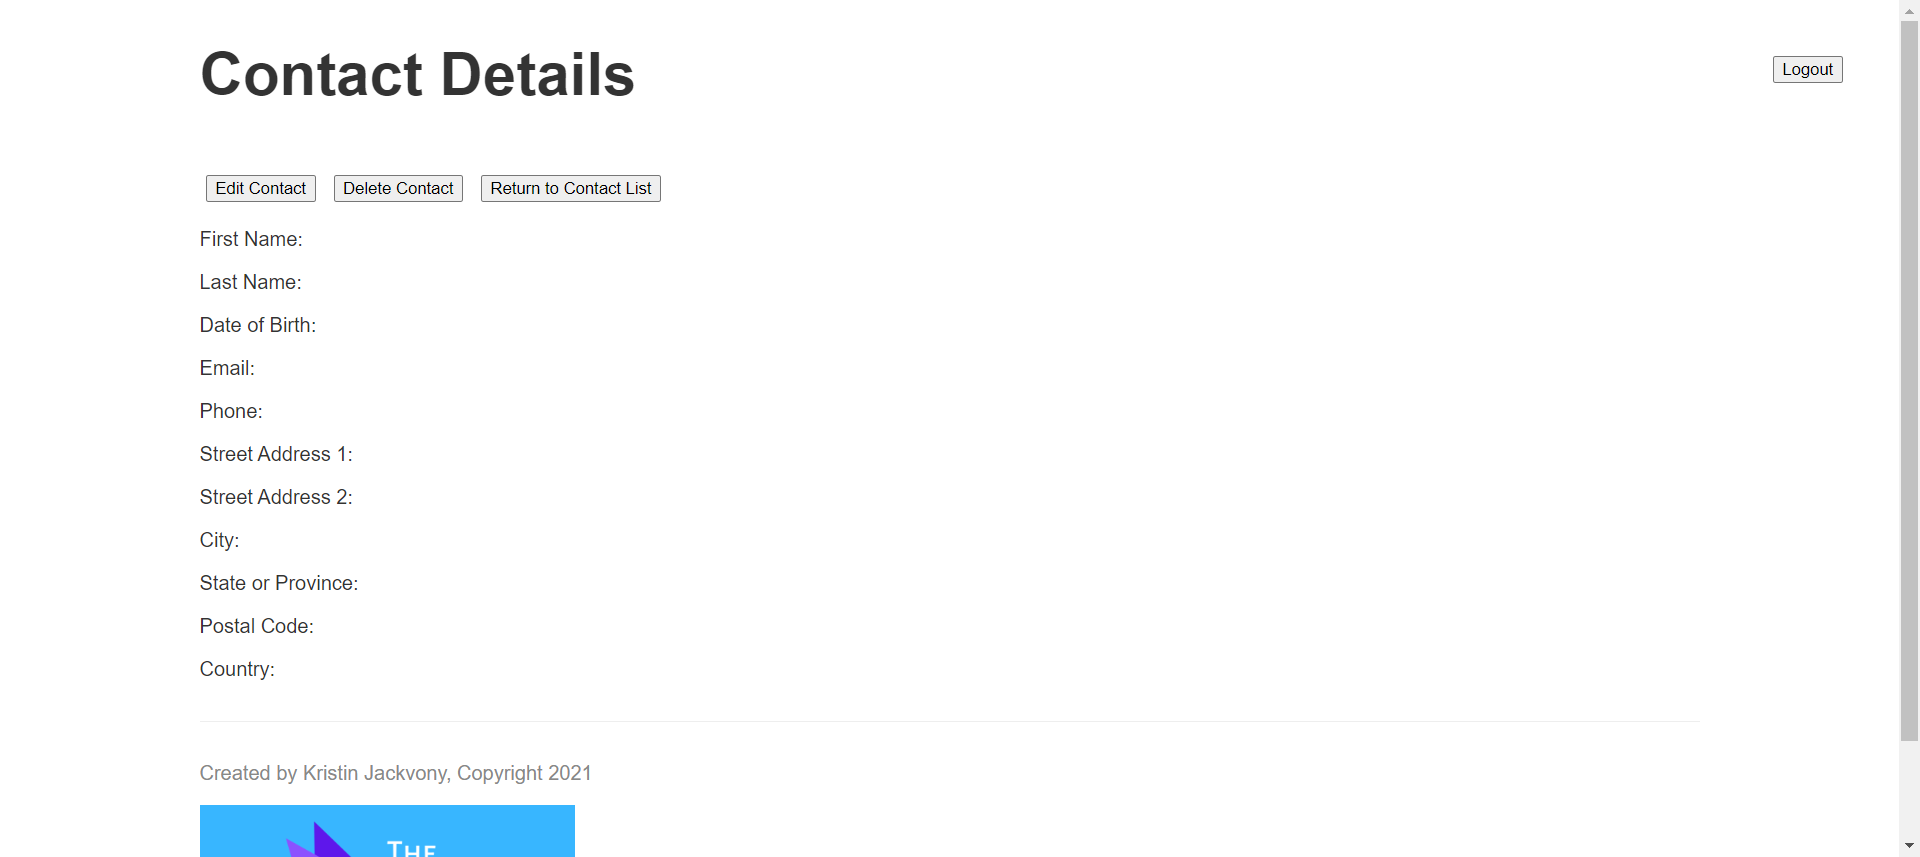 Contact Details
Logout
Edit Contact Delete Contact Return to Contact List
First Name:
Last Name:
Date of Birth:
Email:
Phone:
Street Address 1:
Street Address 2:
City:
State or Province:
Postal Code:
Country:
Created by Kristin Jackvony, Copyright 2021
THE